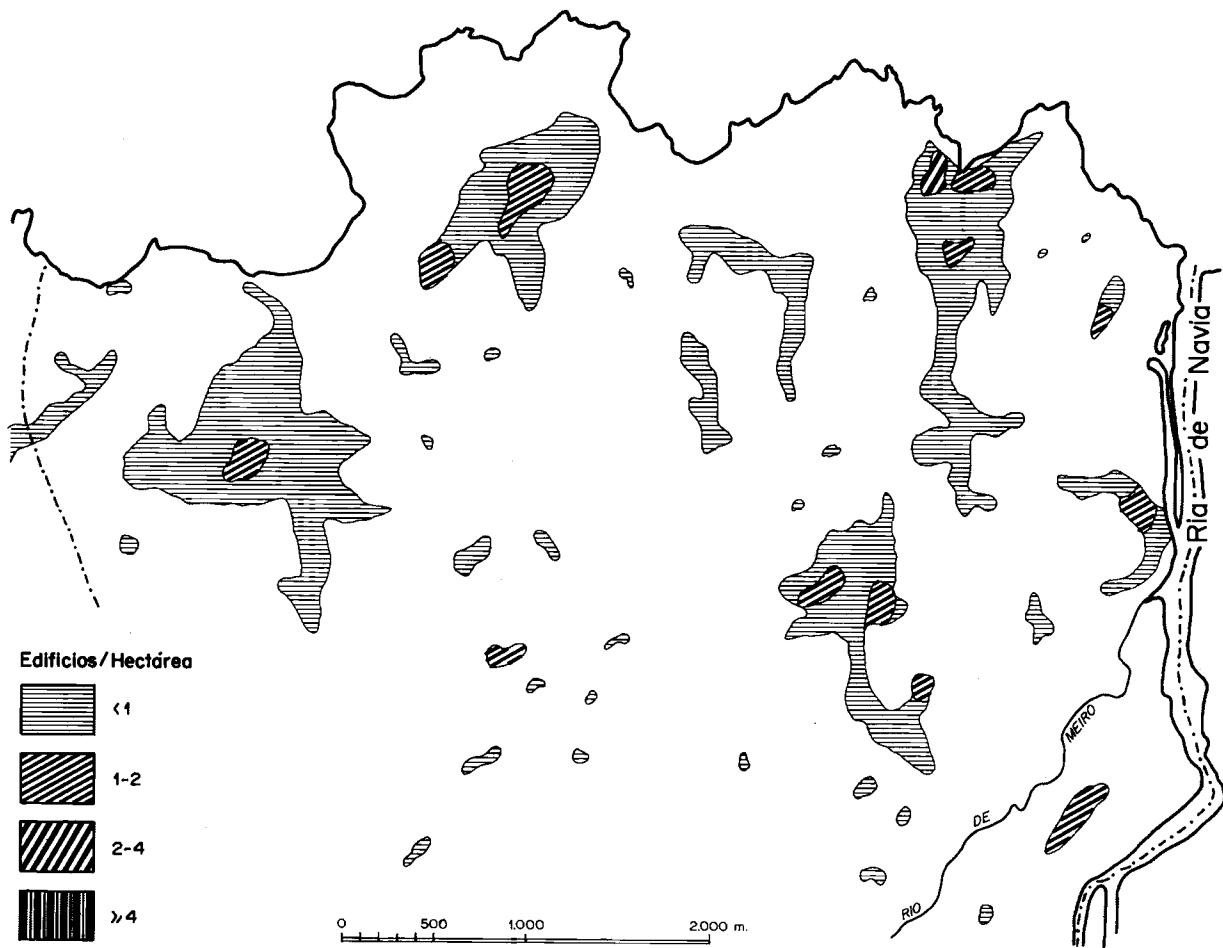 Ría de Navia
Edificios/Hectárea
<1
1-2
2-4
≥4
RIO DE MEIRO
0 500 1.000 2.000 m.